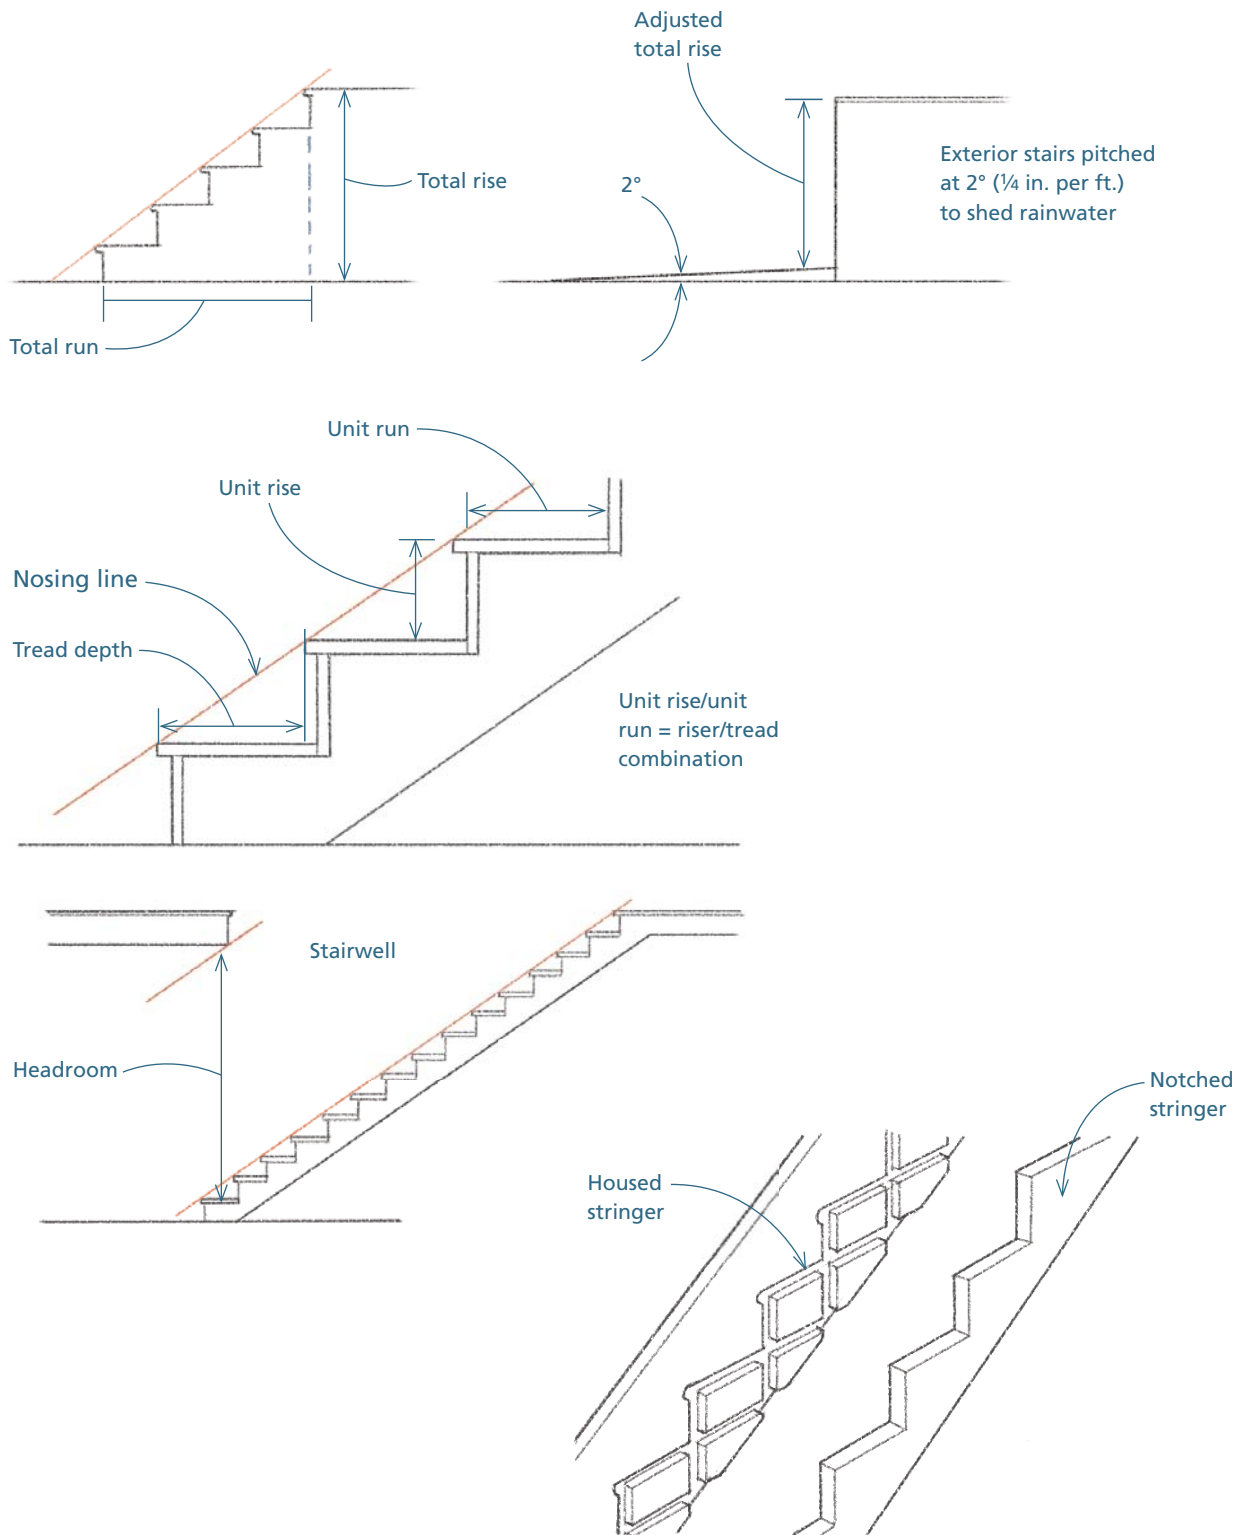 Adjusted
total rise
Total rise
2°
Exterior stairs pitched
at 2° (¼ in. per ft.)
to shed rainwater
Total run
Unit run
Unit rise
Nosing line
Tread depth
Unit rise/unit
run = riser/tread
combination
Stairwell
Headroom
Notched
stringer
Housed
stringer